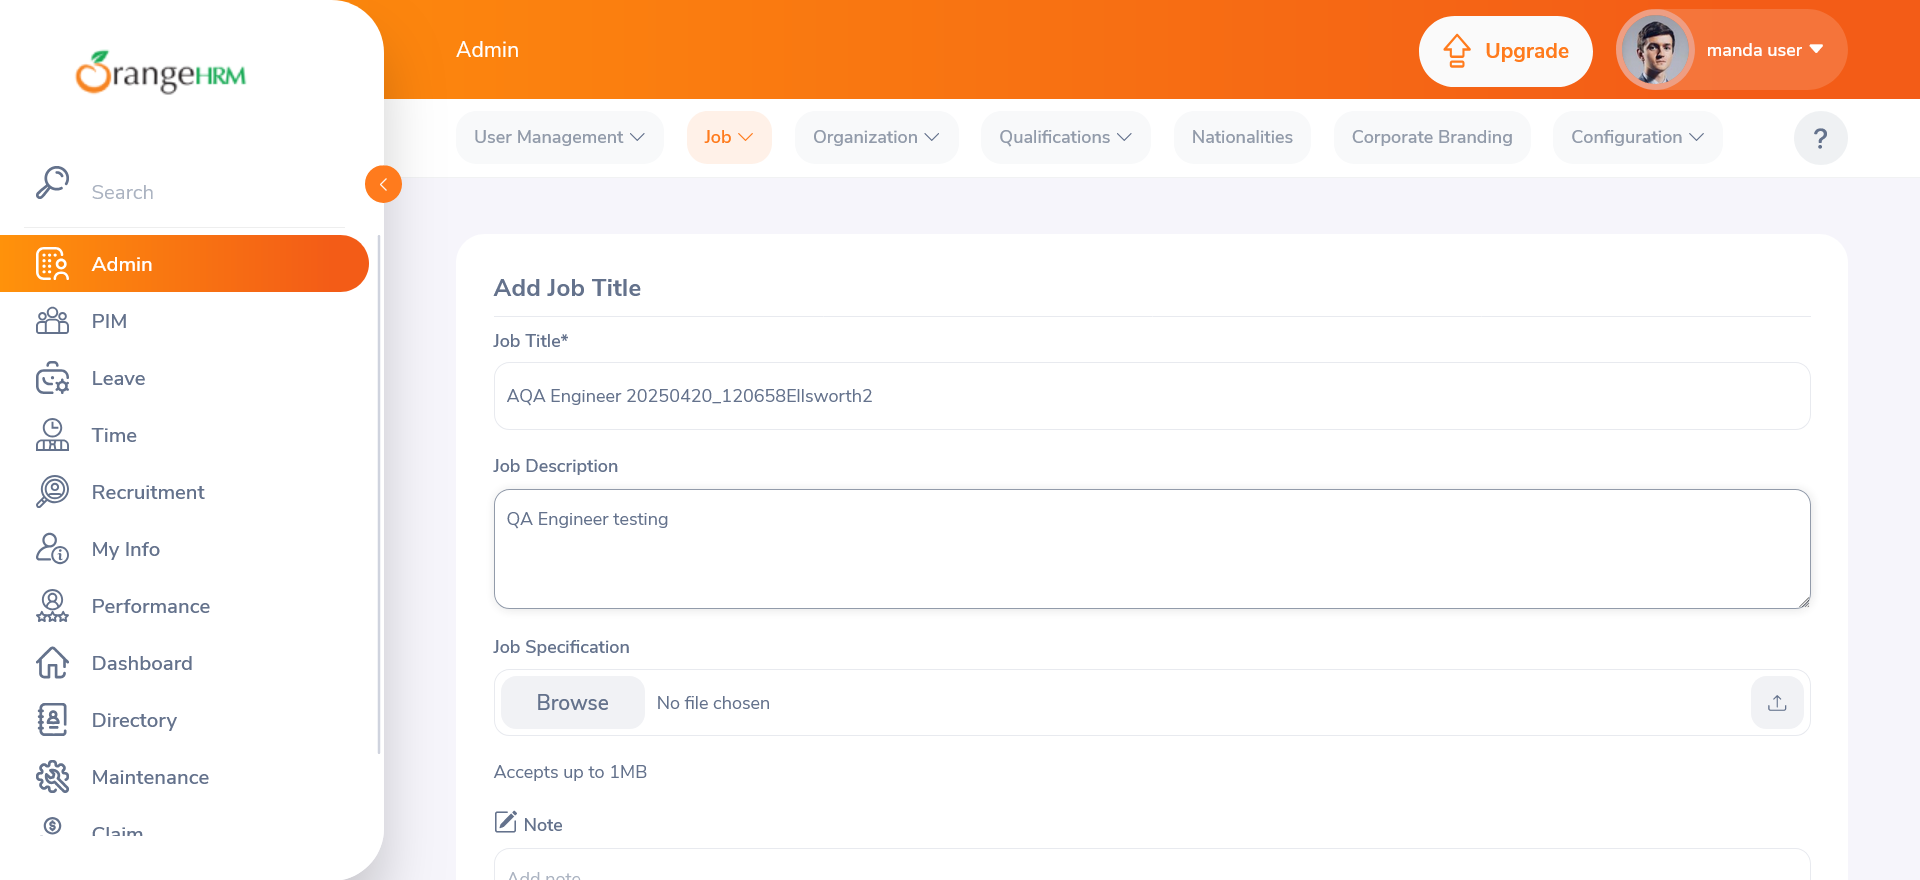 OrangeHRM
Search
Admin
PIM
Leave
Time
Recruitment
My Info
Performance
Dashboard
Directory
Maintenance
Claim
Admin
Upgrade
manda user
User Management
Job
Organization
Qualifications
Nationalities
Corporate Branding
Configuration
?
Add Job Title
Job Title*
AQA Engineer 20250420_120658Ellsworth2
Job Description
QA Engineer testing
Job Specification
Browse
No file chosen
Accepts up to 1MB
Note
Add note